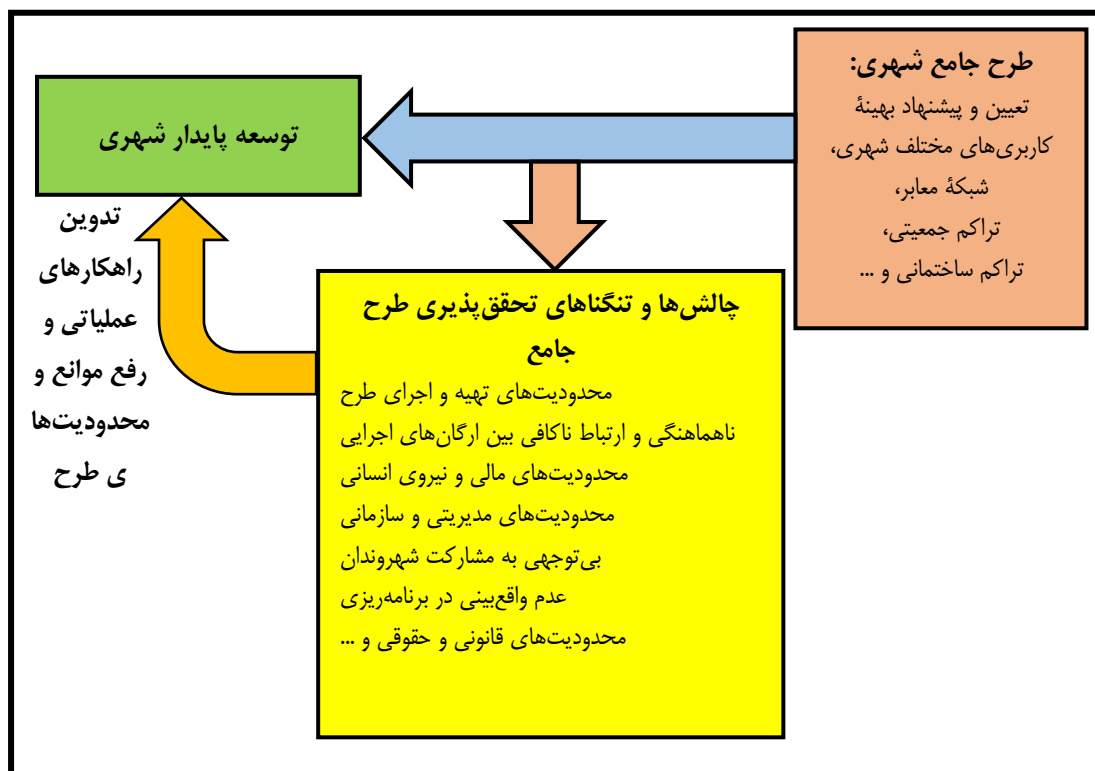 طرح جامع شهری:
تعیین و پیشنهاد بهینۀ
کاربری‌های مختلف شهری،
شبکۀ معابر،
تراکم جمعیتی،
تراکم ساختمانی و ...
توسعه پایدار شهری
تدوین
راهکارهای
عملیاتی و
رفع موانع و
محدودیت‌ها
ی طرح
چالش‌ها و تنگناهای تحقق‌پذیری طرح
جامع
محدودیت‌های تهیه و اجرای طرح
ناهماهنگی و ارتباط ناکافی بین ارگان‌های اجرایی
محدودیت‌های مالی و نیروی انسانی
محدودیت‌های مدیریتی و سازمانی
بی‌توجهی به مشارکت شهروندان
عدم واقع‌بینی در برنامه‌ریزی
محدودیت‌های قانونی و حقوقی و ...